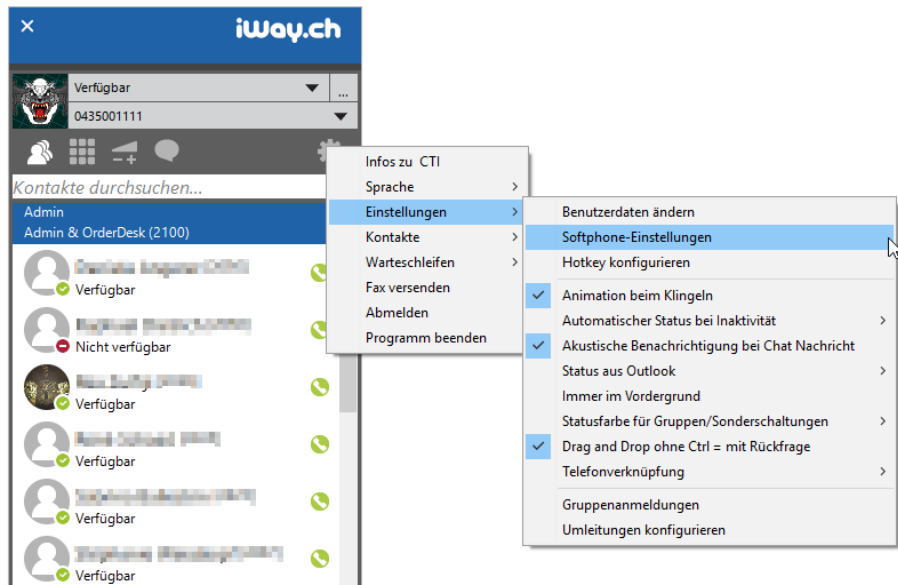 iway.ch
Verfügbar
...
0435001111
Kontakte durchsuchen...
Admin
Admin & OrderDesk (2100)
Verfügbar
Nicht verfügbar
Verfügbar
Verfügbar
Verfügbar
Verfügbar
Infos zu CTI
Sprache
Einstellungen
Kontakte
Warteschleifen
Fax versenden
Abmelden
Programm beenden
Benutzerdaten ändern
Softphone-Einstellungen
Hotkey konfigurieren
Animation beim Klingeln
Automatischer Status bei Inaktivität
Akustische Benachrichtigung bei Chat Nachricht
Status aus Outlook
Immer im Vordergrund
Statusfarbe für Gruppen/Sonderschaltungen
Drag and Drop ohne Ctrl = mit Rückfrage
Telefonverknüpfung
Gruppenanmeldungen
Umleitungen konfigurieren